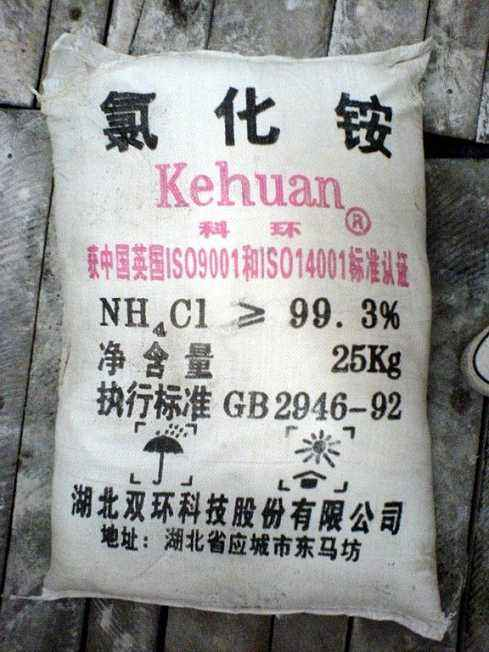 氯化铵
Kehuan®
科环
获中国英国ISO9001和ISO14001标准认证
NH₄Cl ≥ 99.3%
净含量 25Kg
执行标准 GB2946-92
湖北双环科技股份有限公司
地址：湖北省应城市东马坊